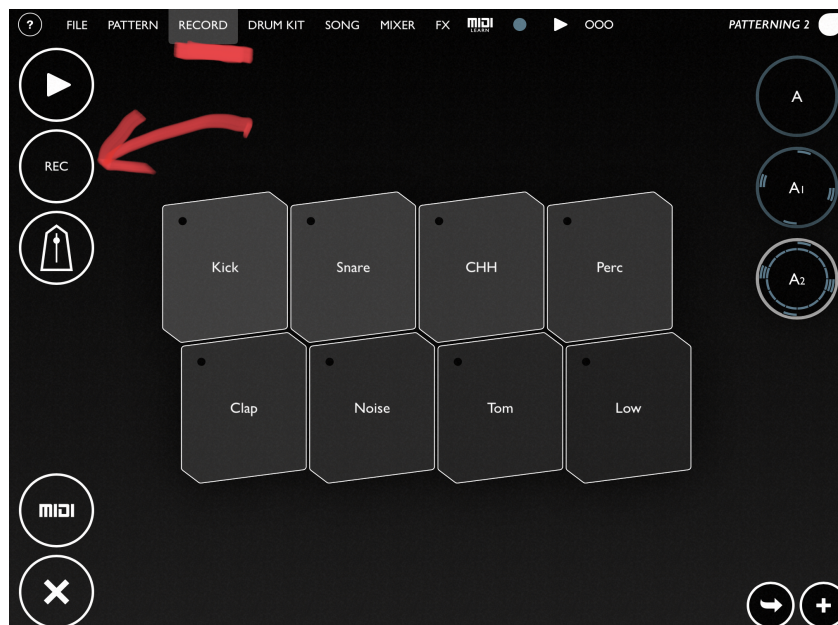 ? FILE PATTERN RECORD DRUM KIT SONG MIXER FX MIDI LEARN PATTERNING 2
REC
A
A1
A2
Kick Snare CHH Perc
Clap Noise Tom Low
MIDI